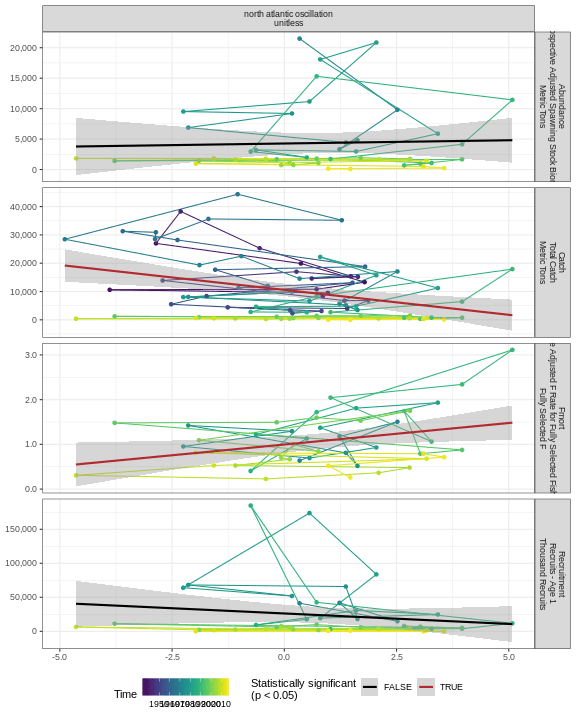 north atlantic oscillation
unitless
20,000
15,000
10,000
5,000
0
Abundance
Adjusted Spawning Stock
Metric Tons
40,000
30,000
20,000
10,000
0
Catch
Total Catch
Metric Tons
3.0
2.0
1.0
0.0
Fmort
Adjusted F Rate for Fully Selected
Fully Selected F
150,000
100,000
50,000
0
Recruitment
Recruits - Age 1
Thousand Recruits
-5.0 -2.5 0.0 2.5 5.0
Time
2010
Statistically significant
(p < 0.05)
FALSE
TRUE